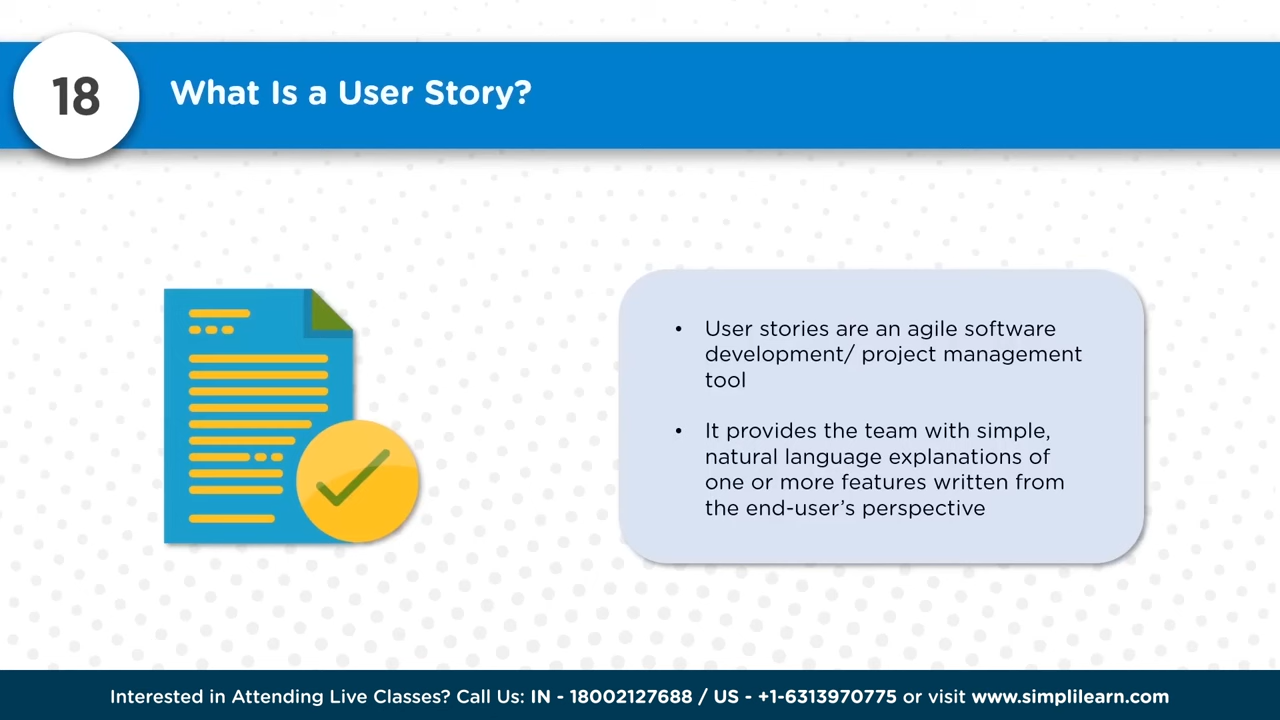 18
What Is a User Story?
• User stories are an agile software
development/ project management
tool
• It provides the team with simple,
natural language explanations of
one or more features written from
the end-user’s perspective
Interested in Attending Live Classes? Call Us: IN - 18002127688 / US - +1-6313970775 or visit www.simplilearn.com